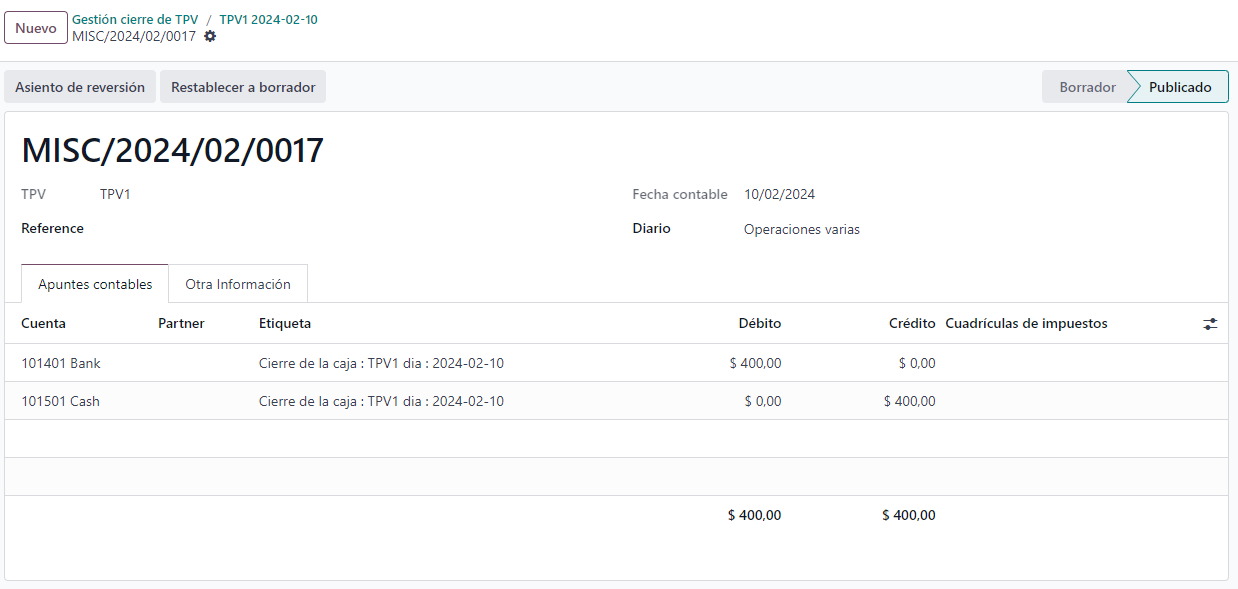 Nuevo
Gestión cierre de TPV / TPV1 2024-02-10
MISC/2024/02/0017
Asiento de reversión Restablecer a borrador Borrador Publicado
MISC/2024/02/0017
TPV TPV1 Fecha contable 10/02/2024
Reference Diario Operaciones varias
Apuntes contables Otra Información
Cuenta Partner Etiqueta Débito Crédito Cuadrículas de impuestos
101401 Bank Cierre de la caja : TPV1 dia : 2024-02-10 $ 400,00 $ 0,00
101501 Cash Cierre de la caja : TPV1 dia : 2024-02-10 $ 0,00 $ 400,00
$ 400,00 $ 400,00